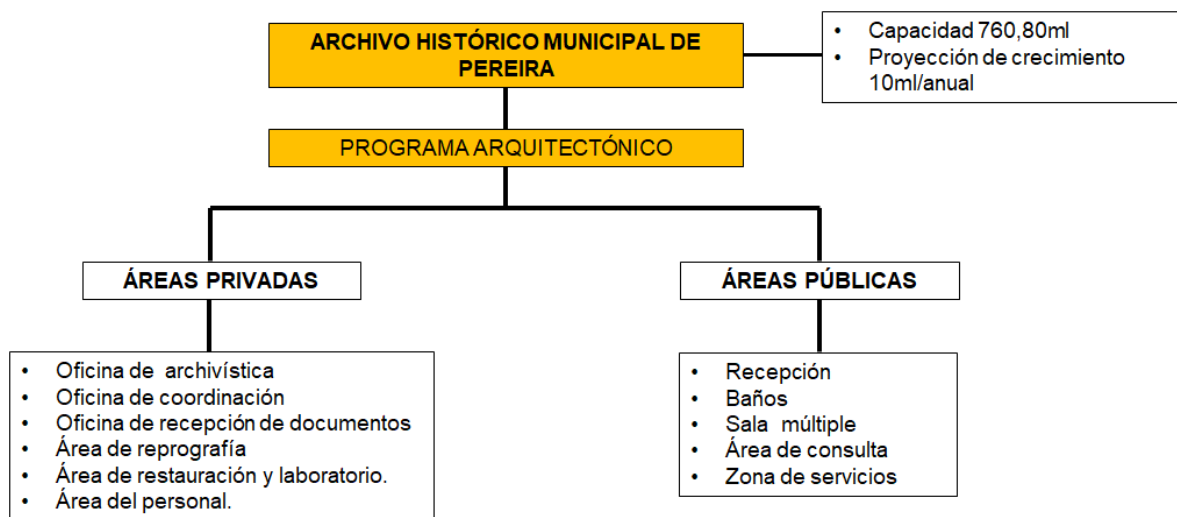 ARCHIVO HISTÓRICO MUNICIPAL DE
PEREIRA
• Capacidad 760,80ml
• Proyección de crecimiento
10ml/anual
PROGRAMA ARQUITECTÓNICO
ÁREAS PRIVADAS
• Oficina de archivística
• Oficina de coordinación
• Oficina de recepción de documentos
• Área de reprografía
• Área de restauración y laboratorio.
• Área del personal.
ÁREAS PÚBLICAS
• Recepción
• Baños
• Sala múltiple
• Área de consulta
• Zona de servicios